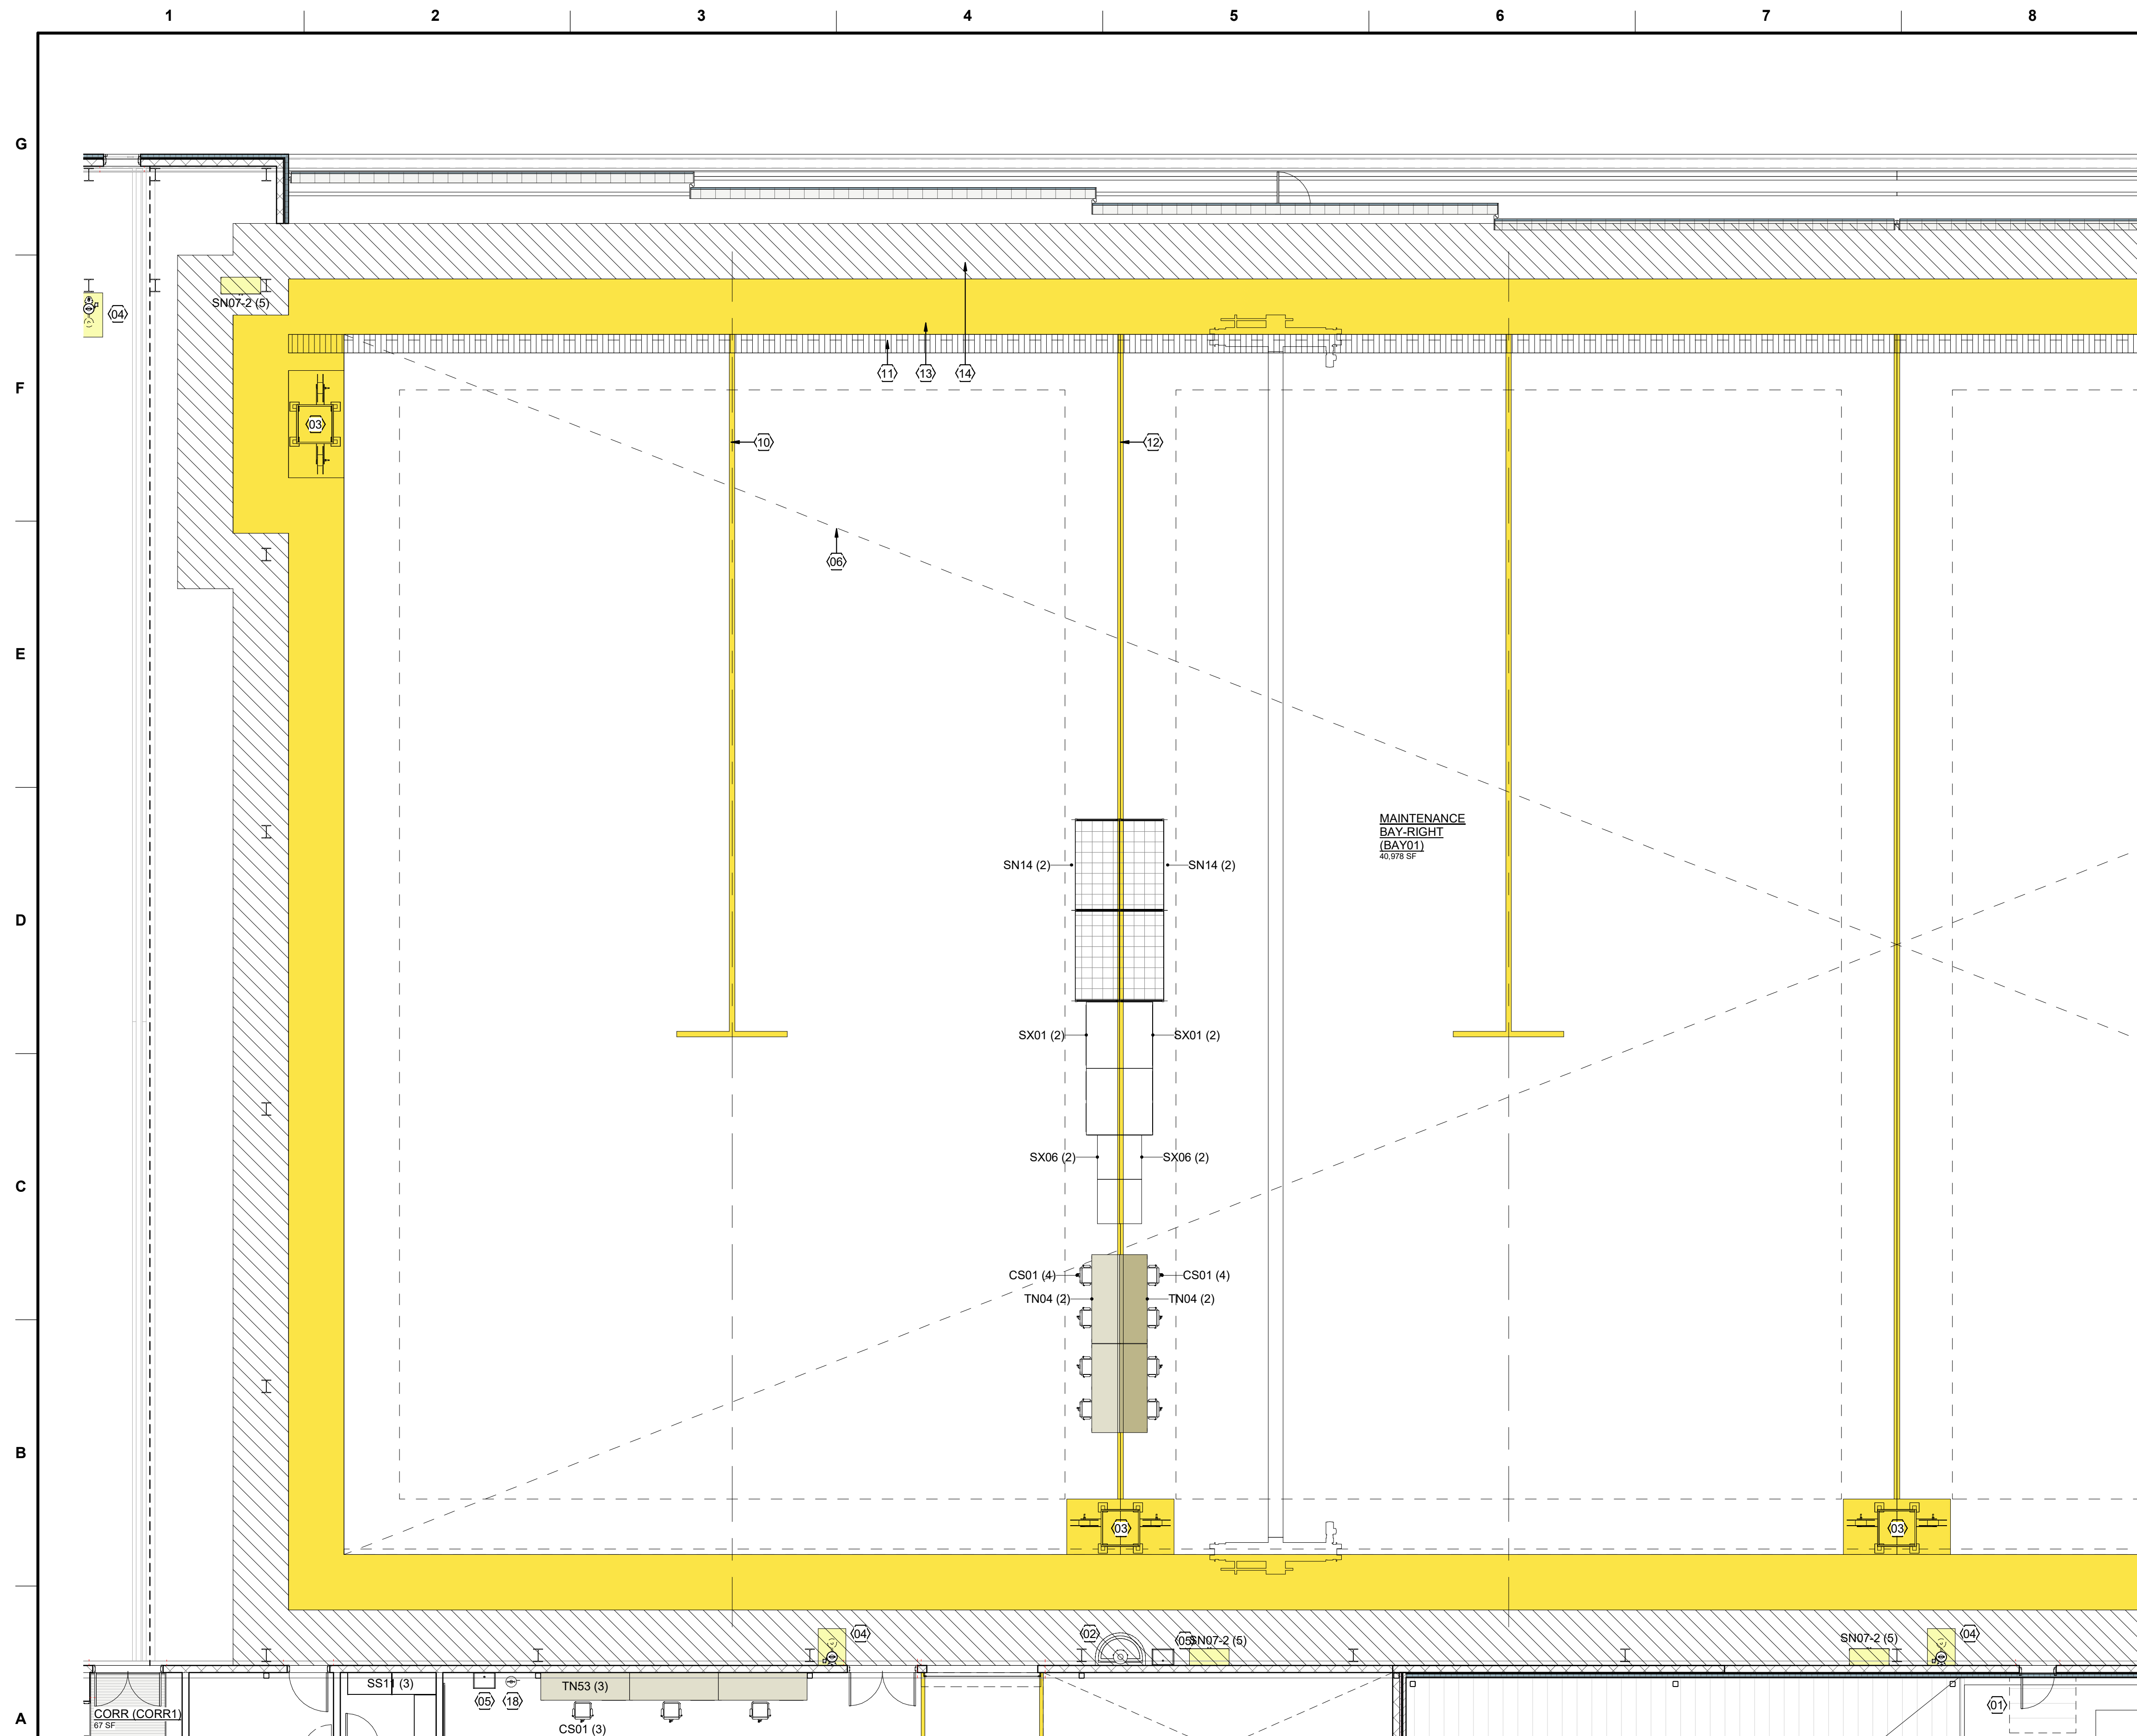 1 2 3 4 5 6 7 8
G
SN07-2 (5)
04
F
11 13 14
03
10
12
06
E
MAINTENANCE
BAY-RIGHT
(BAY01)
40,978 SF
SN14 (2) SN14 (2)
D
SX01 (2) SX01 (2)
SX06 (2) SX06 (2)
C
CS01 (4) CS01 (4)
TN04 (2) TN04 (2)
B
03 03
04 02 05 SN07-2 (5) SN07-2 (5) 04
SS11 (3) TN53 (3)
05 18 01
CORR (CORR1)
67 SF
CS01 (3)
A